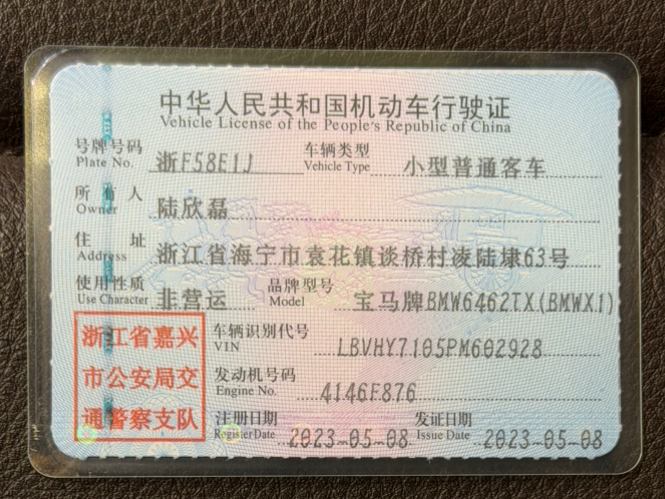 中华人民共和国机动车行驶证
Vehicle License of the People's Republic of China
号牌号码 浙F58E1J 车辆类型 小型普通客车
Plate No. Vehicle Type
所有人 陆欣磊
Owner
住址 浙江省海宁市袁花镇谈桥村凌陆埭63号
Address
使用性质 非营运 品牌型号 宝马牌BMW6462TX(BMWX1)
Use Character Model
浙江省嘉兴
市公安局交
通警察支队
车辆识别代号 LBVHY7105PM602928
VIN
发动机号码 4146F876
Engine No.
注册日期 2023-05-08 发证日期 2023-05-08
Register Date Issue Date